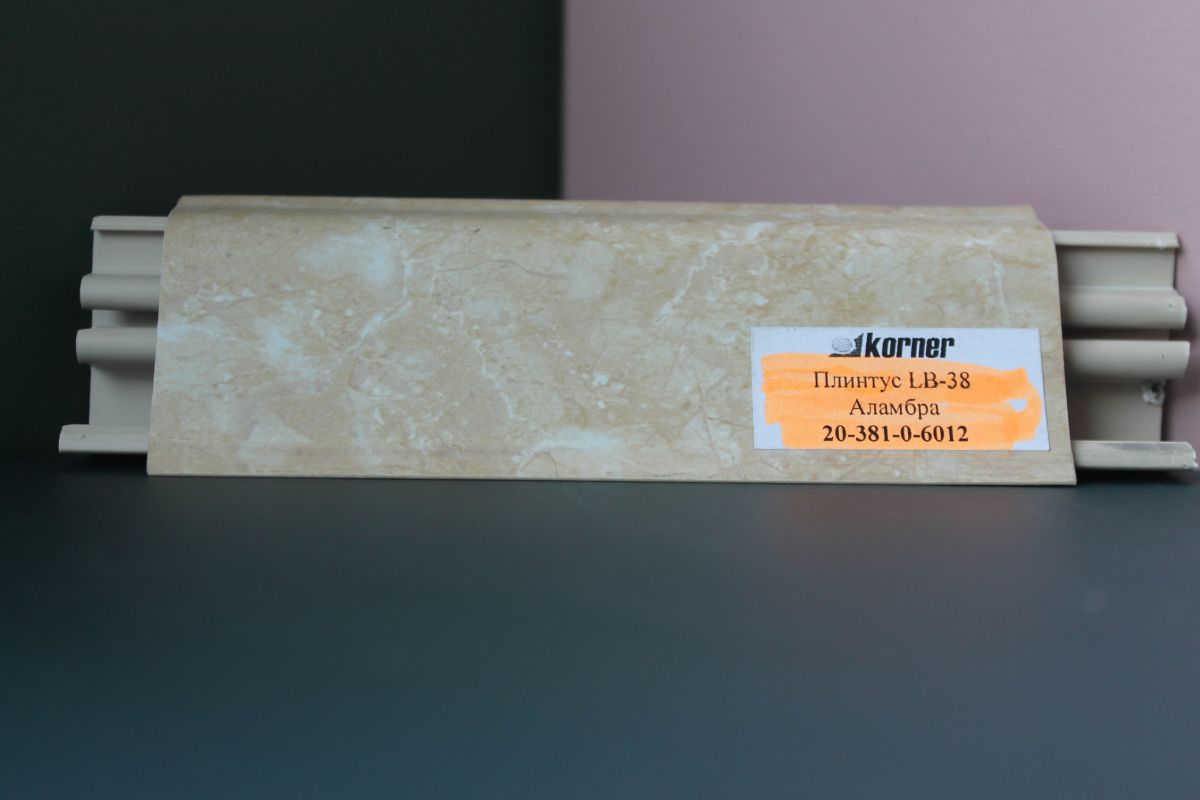 korner
Плинтус LB-38
Аламбра
20-381-0-6012